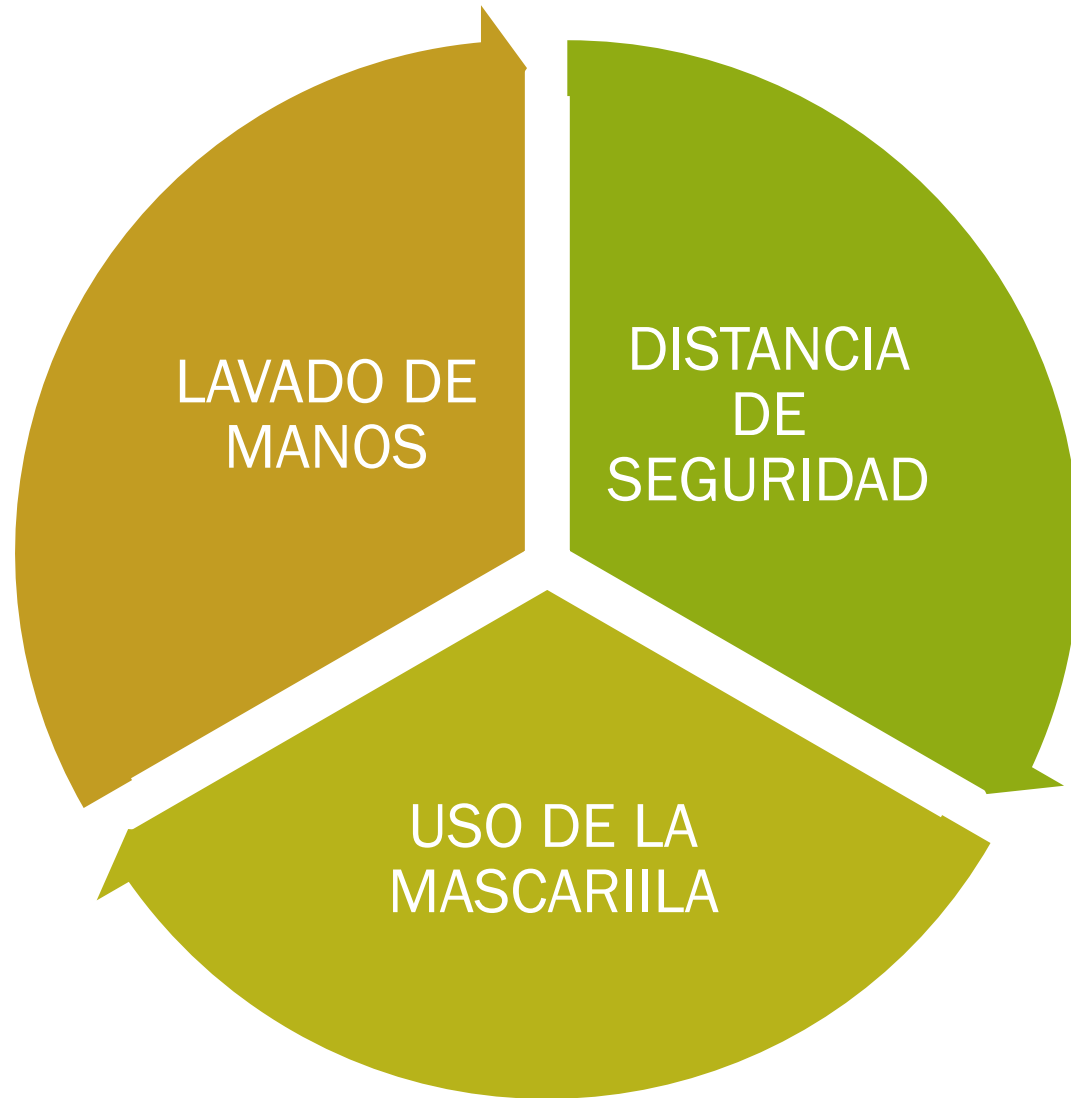 LAVADO DE
MANOS
DISTANCIA
DE
SEGURIDAD
USO DE LA
MASCARIILA